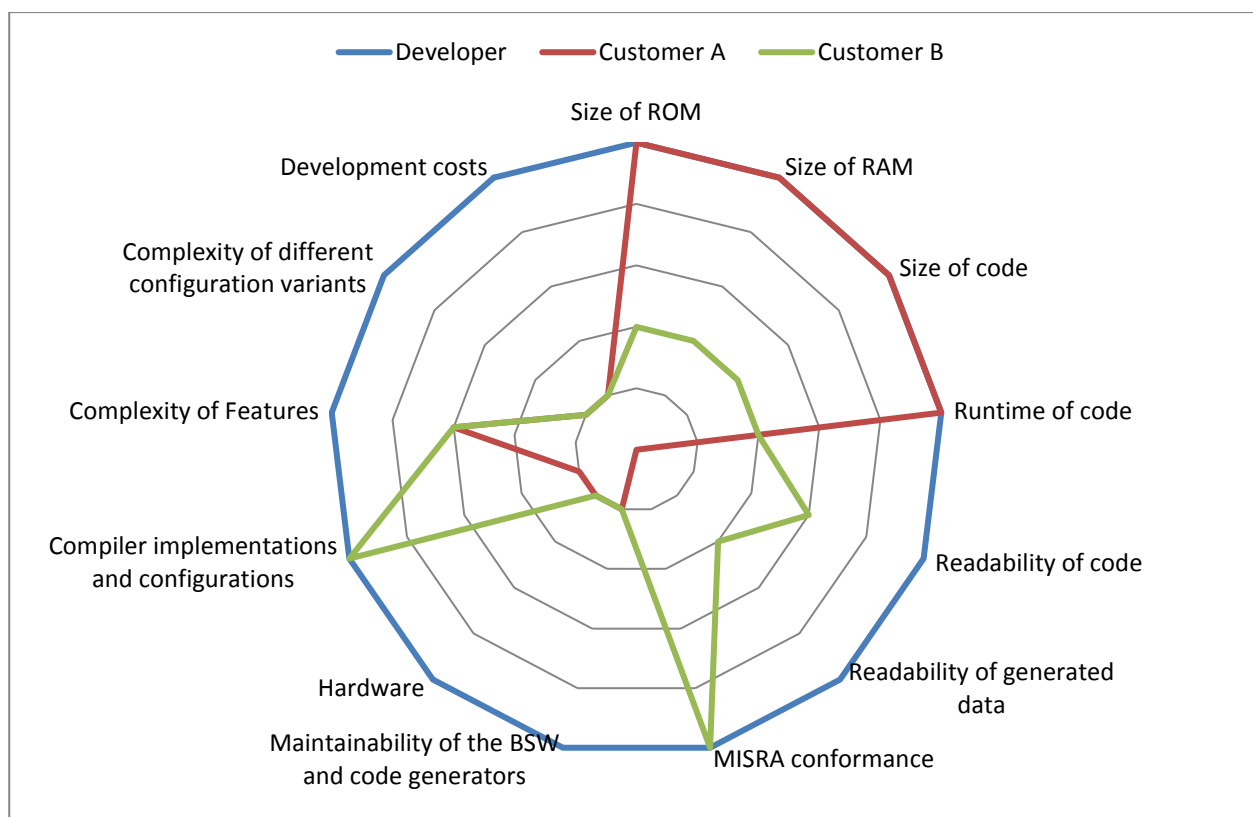 Developer Customer A Customer B
Size of ROM
Size of RAM
Size of code
Runtime of code
Readability of code
Readability of generated
data
MISRA conformance
Maintainability of the BSW
and code generators
Hardware
Compiler implementations
and configurations
Complexity of Features
Complexity of different
configuration variants
Development costs